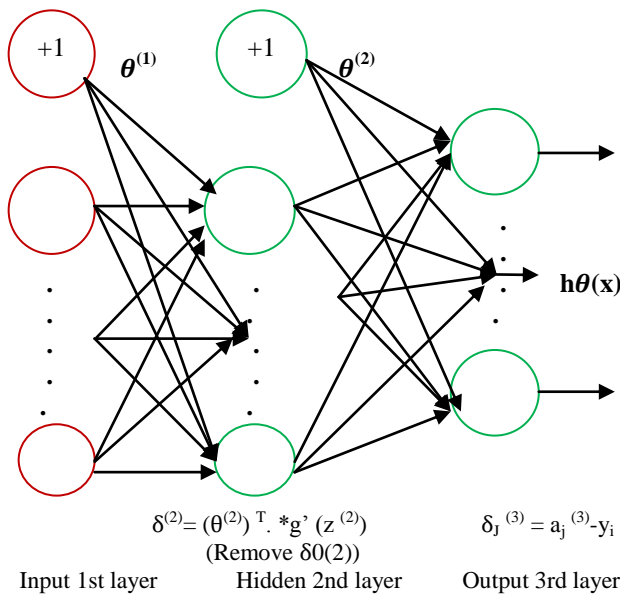 +1
θ(1)
+1
θ(2)
hθ(x)
δ(2)= (θ(2)) T. *g’ (z (2))
(Remove δ0(2))
δJ (3) = aj (3)-yi
Input 1st layer
Hidden 2nd layer
Output 3rd layer